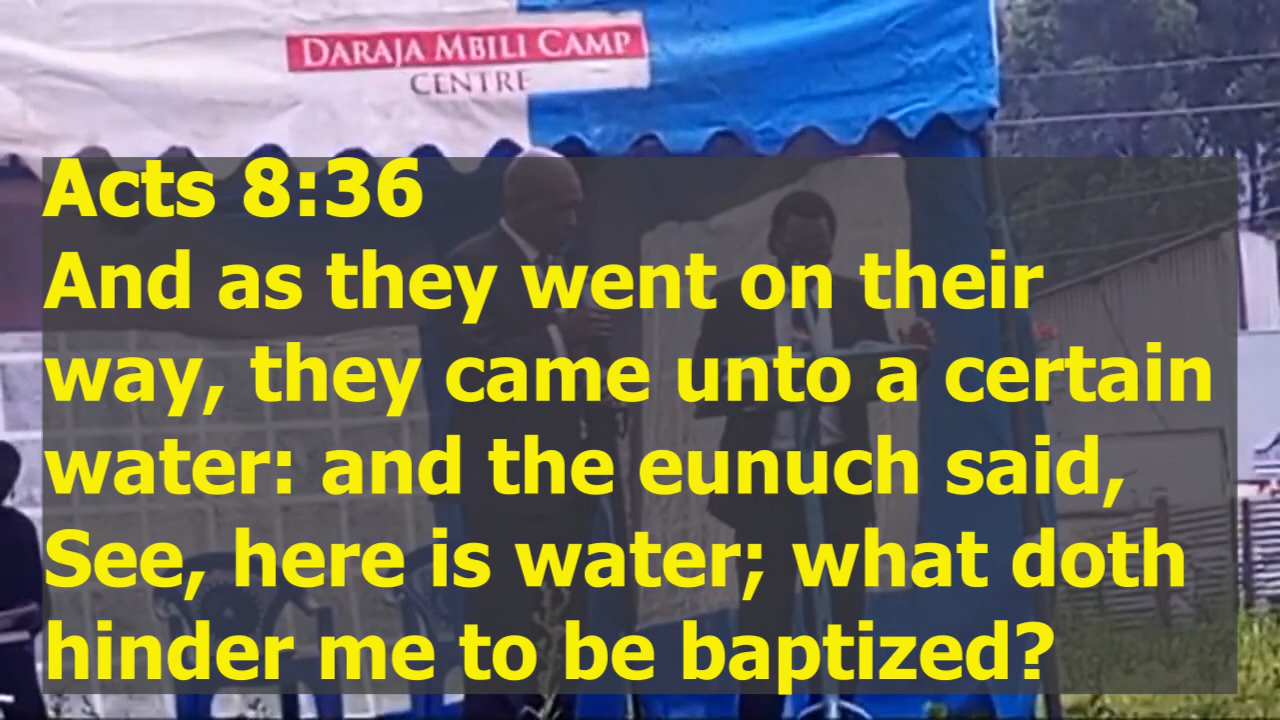 DARAJA MBILI CAMP
CENTRE
Acts 8:36
And as they went on their
way, they came unto a certain
water: and the eunuch said,
See, here is water; what doth
hinder me to be baptized?